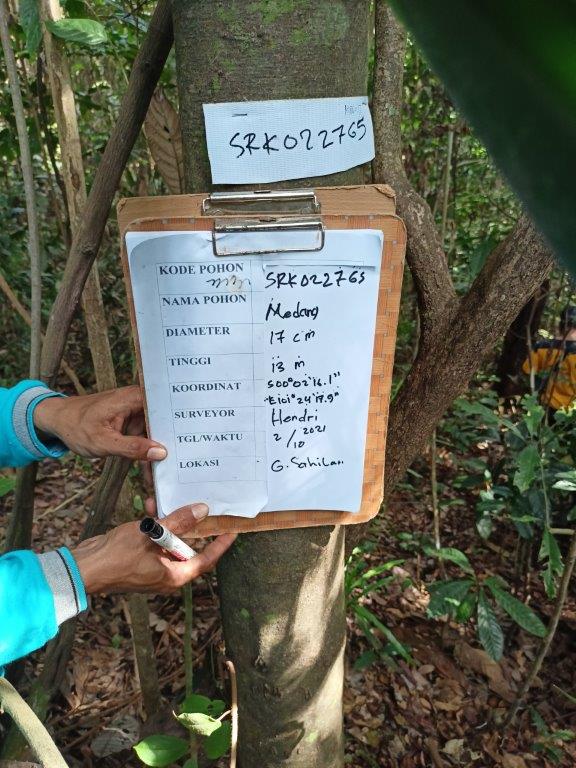 SRK022765
KODE POHON SRK022765
NAMA POHON Medang
DIAMETER 17 cm
TINGGI 13 m
KOORDINAT S00°02'16.1"
E101°24'17.9"
SURVEYOR Hendri
TGL/WAKTU 2/10 2021
LOKASI G. Sahilan